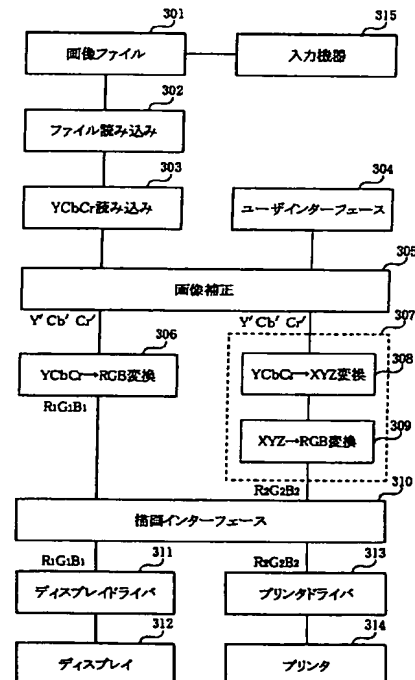 301
画像ファイル
315
入力機器
302
ファイル読み込み
303
YCbCr読み込み
304
ユーザインターフェース
305
画像補正
Y' Cb' Cr'
Y' Cb' Cr'
307
306
YCbCr→RGB変換
308
YCbCr→XYZ変換
R1G1B1
309
XYZ→RGB変換
R2G2B2
310
描画インターフェース
R1G1B1
311
R2G2B2
313
ディスプレイドライバ
プリンタドライバ
312
314
ディスプレイ
プリンタ